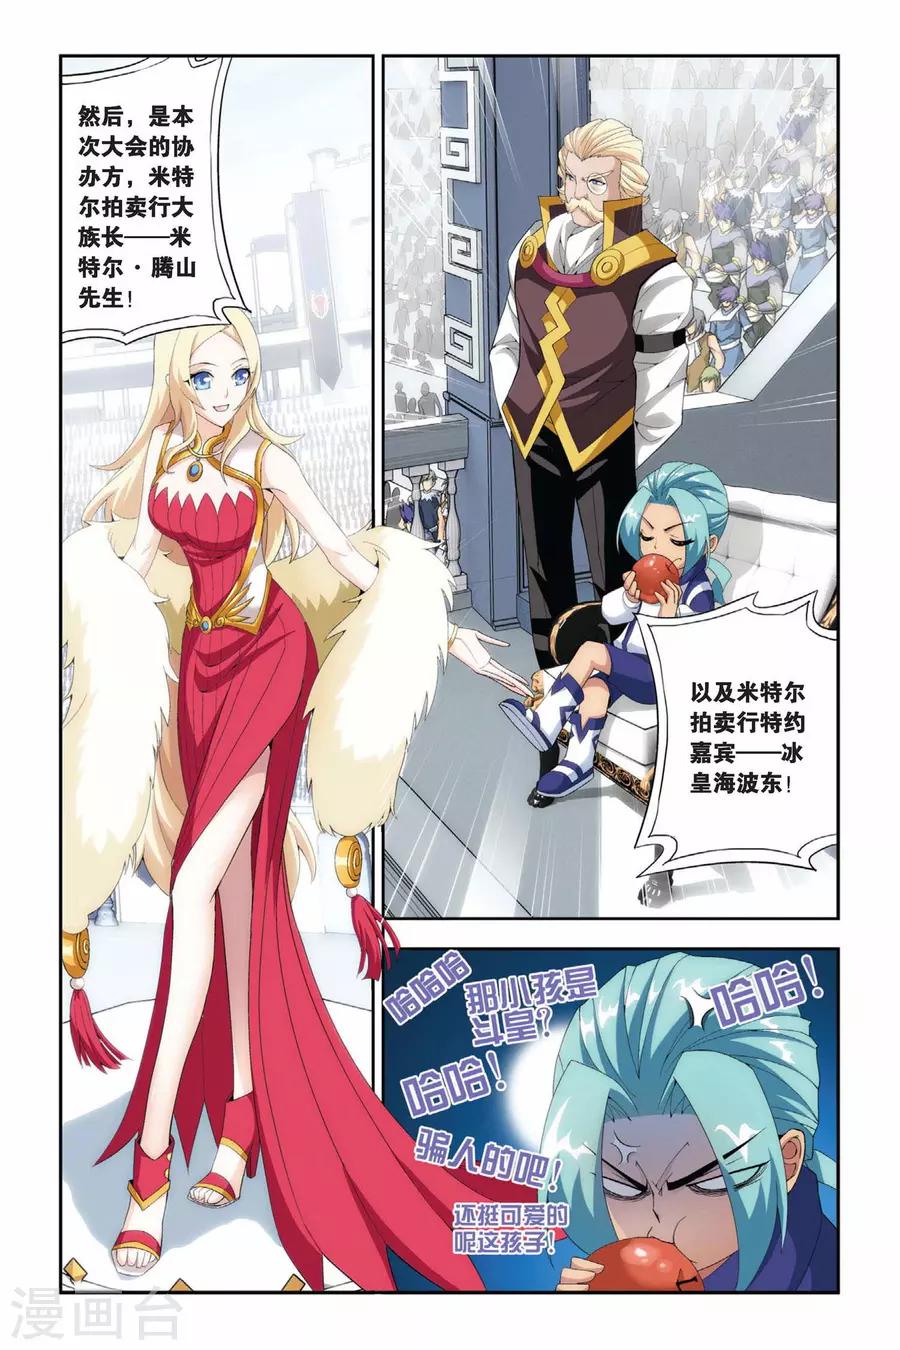 然后，是本
次大会的协
办方，米特
尔拍卖行大
族长——米
特尔·腾山
先生！
以及米特尔
拍卖行特约
嘉宾——冰
皇海波东！
哈哈哈
那小孩是
斗皇？
哈哈！
哈哈！
骗人的吧！
还挺可爱的
呢这孩子！
漫画台